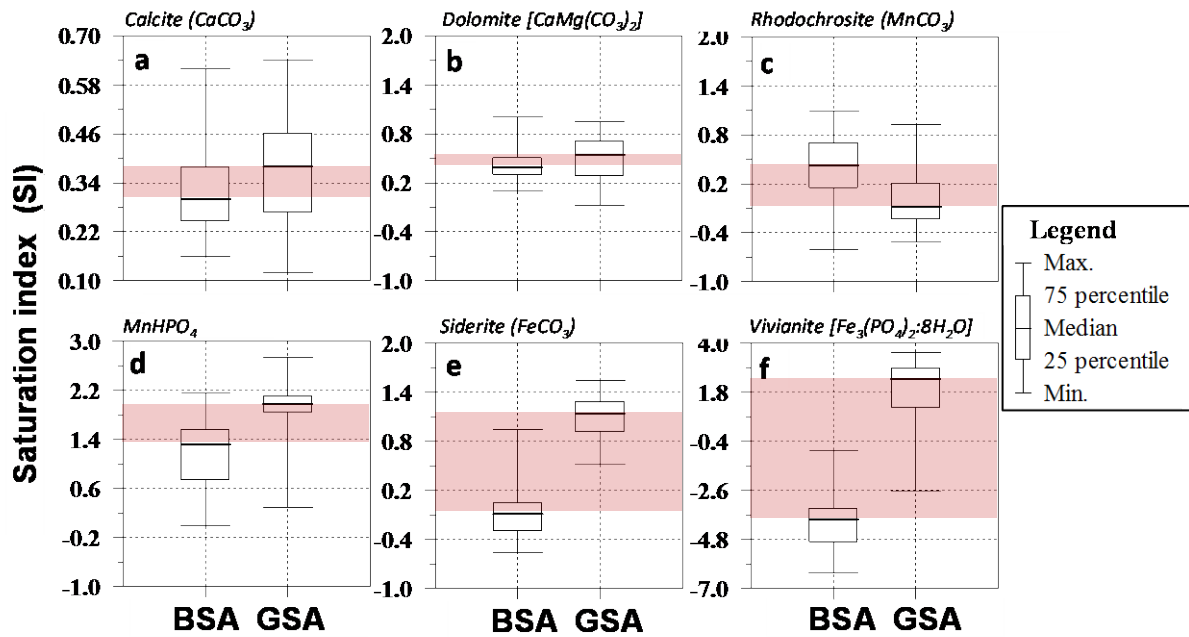 Calcite (CaCO₃)
Dolomite [CaMg(CO₃)₂]
Rhodochrosite (MnCO₃)
a
b
c
0.70
0.58
0.46
0.34
0.22
0.10
2.0
1.4
0.8
0.2
-0.4
-1.0
2.0
1.4
0.8
0.2
-0.4
-1.0
Saturation index (SI)
MnHPO₄
Siderite (FeCO₃)
Vivianite [Fe₃(PO₄)₂:8H₂O]
d
e
f
3.0
2.2
1.4
0.6
-0.2
-1.0
2.0
1.4
0.8
0.2
-0.4
-1.0
4.0
1.8
-0.4
-2.6
-4.8
-7.0
BSA GSA
BSA GSA
BSA GSA
Legend
Max.
75 percentile
Median
25 percentile
Min.